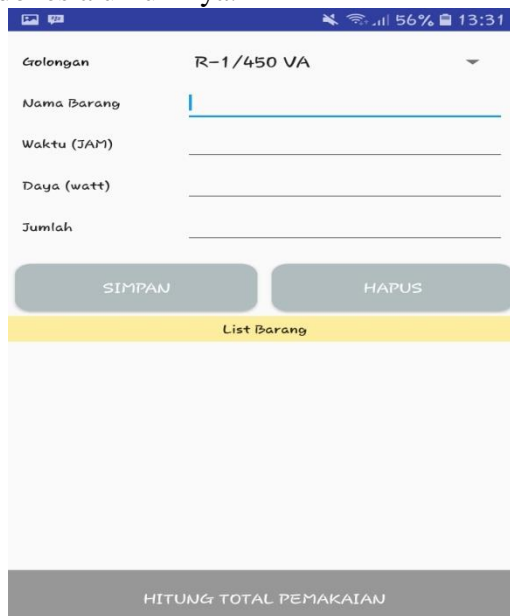 56% 13:31
Golongan R-1/450 VA
Nama Barang
Waktu (JAM)
Daya (watt)
Jumlah
SIMPAN HAPUS
List Barang
HITUNG TOTAL PEMAKAIAN